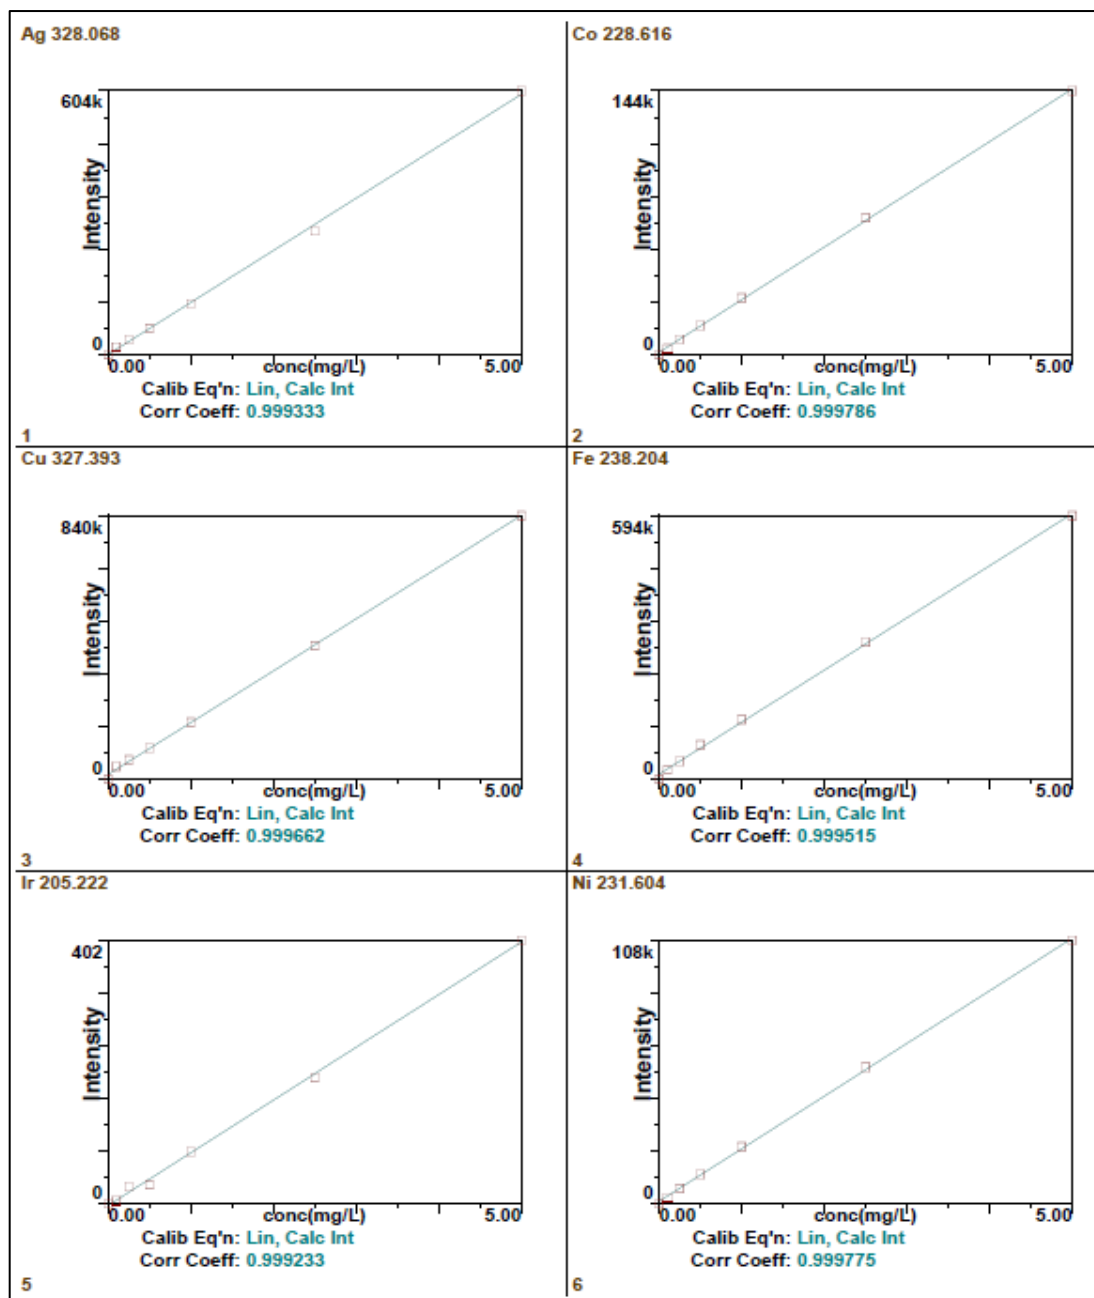 Ag 328.068
604k
Intensity
0
0.00 conc(mg/L) 5.00
Calib Eq'n: Lin, Calc Int
Corr Coeff: 0.999333
1
Co 228.616
144k
Intensity
0
0.00 conc(mg/L) 5.00
Calib Eq'n: Lin, Calc Int
Corr Coeff: 0.999786
2
Cu 327.393
840k
Intensity
0
0.00 conc(mg/L) 5.00
Calib Eq'n: Lin, Calc Int
Corr Coeff: 0.999662
3
Fe 238.204
594k
Intensity
0
0.00 conc(mg/L) 5.00
Calib Eq'n: Lin, Calc Int
Corr Coeff: 0.999515
4
Ir 205.222
402
Intensity
0
0.00 conc(mg/L) 5.00
Calib Eq'n: Lin, Calc Int
Corr Coeff: 0.999233
5
Ni 231.604
108k
Intensity
0
0.00 conc(mg/L) 5.00
Calib Eq'n: Lin, Calc Int
Corr Coeff: 0.999775
6